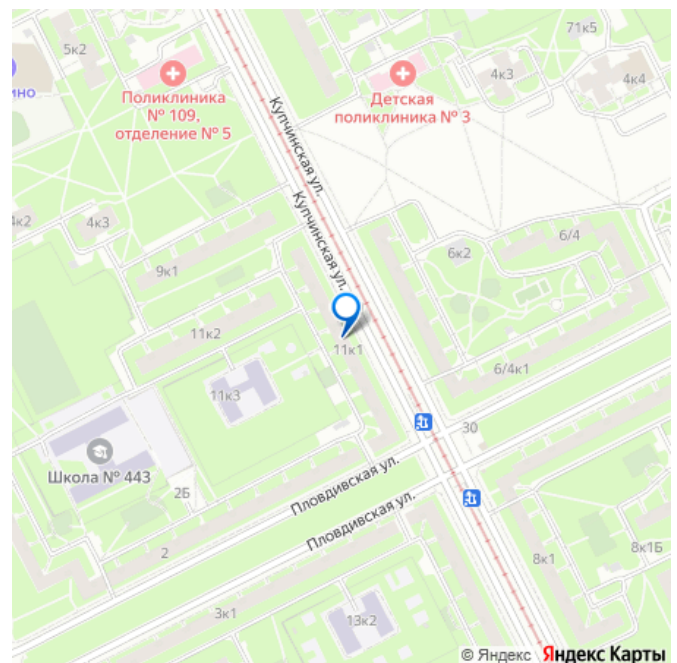 71к5
5к2
ино
Поликлиника
№ 109,
отделение № 5
Детская
поликлиника № 3
4к3
4к4
Купчинская ул.
Купчинская ул.
4к2
4к3
9к1
6/4
6к2
11к2
11к1
6/4к1
11к3
30
Школа № 443
2Б
Пловдивская ул.
Пловдивская ул.
2
8к1
8к1Б
3к1
13к2
© Яндекс Яндекс Карты